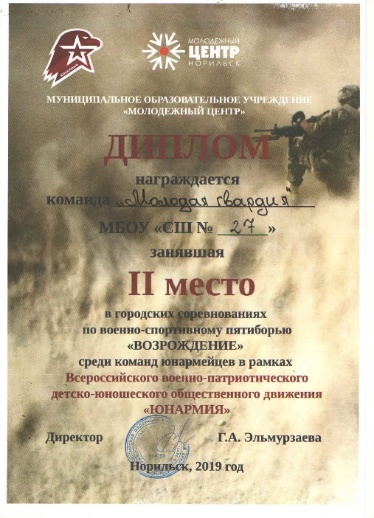 МОЛОДЕЖНЫЙ
ЦЕНТР
НОРИЛЬСК
МУНИЦИПАЛЬНОЕ ОБРАЗОВАТЕЛЬНОЕ УЧРЕЖДЕНИЕ
«МОЛОДЕЖНЫЙ ЦЕНТР»
ДИПЛОМ
награждается
команда „Молодая гвардия"
МБОУ «СШ № 27»
занявшая
II место
в городских соревнованиях
по военно-спортивному пятиборью
«ВОЗРОЖДЕНИЕ»
среди команд юнармейцев в рамках
Всероссийского военно-патриотического
детско-юношеского общественного движения
«ЮНАРМИЯ»
Директор Г.А. Эльмурзаева
Норильск, 2019 год